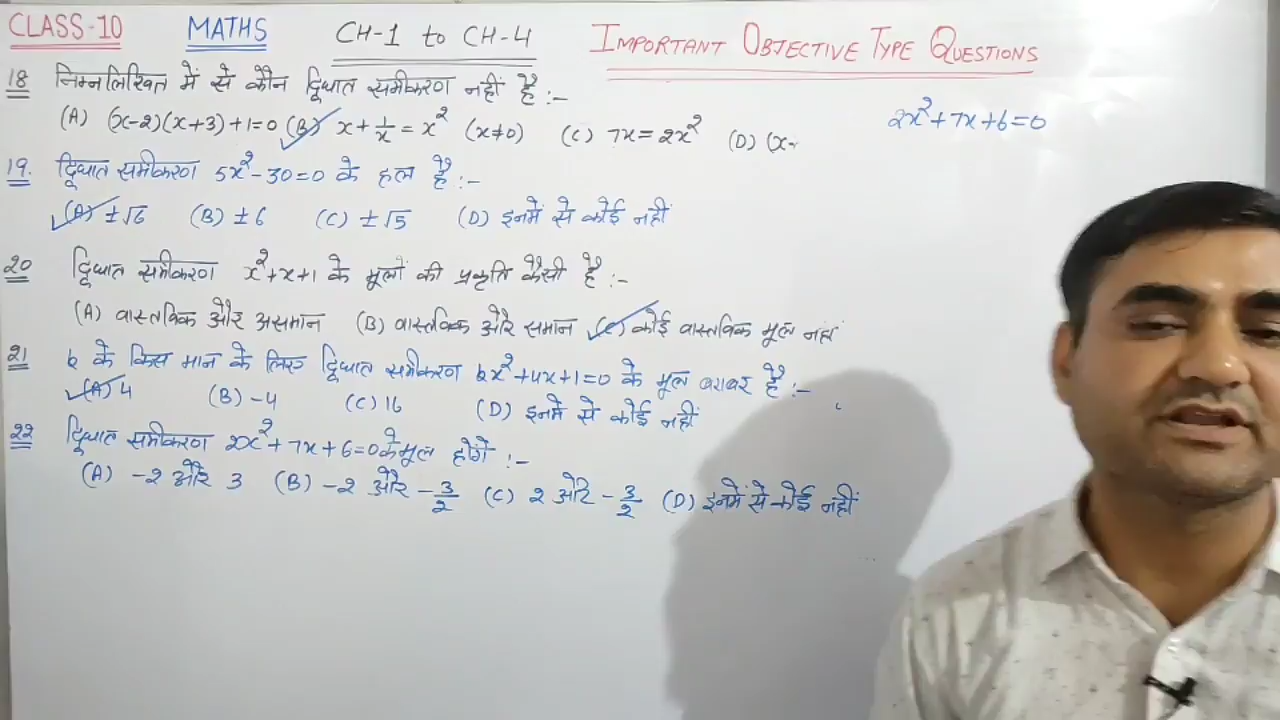 CLASS-10 MATHS CH-1 to CH-4 IMPORTANT OBJECTIVE TYPE QUESTIONS
18 निम्नलिखित में से कौन द्विघात समीकरण नहीं है :-
(A) (x-2)(x+3)+1=0 (B) x+1/x=x² (x≠0) (C) 7x=2x² (D) (x-
2x²+7x+6=0
19. द्विघात समीकरण 5x²-30=0 के हल है :-
(A) ±√6 (B) ±6 (C) ±√5 (D) इनमें से कोई नहीं
20 द्विघात समीकरण x²+x+1 के मूलों की प्रकृति कैसी है :-
(A) वास्तविक और असमान (B) वास्तविक और समान (C) कोई वास्तविक मूल नहीं
21 k के किस मान के लिए द्विघात समीकरण kx²+4x+1=0 के मूल बराबर है :-
(A) 4 (B) -4 (C) 16 (D) इनमें से कोई नहीं
22 द्विघात समीकरण 2x²+7x+6=0 के मूल होंगे :-
(A) -2 और 3 (B) -2 और -3/2 (C) 2 और -3/2 (D) इनमें से कोई नहीं